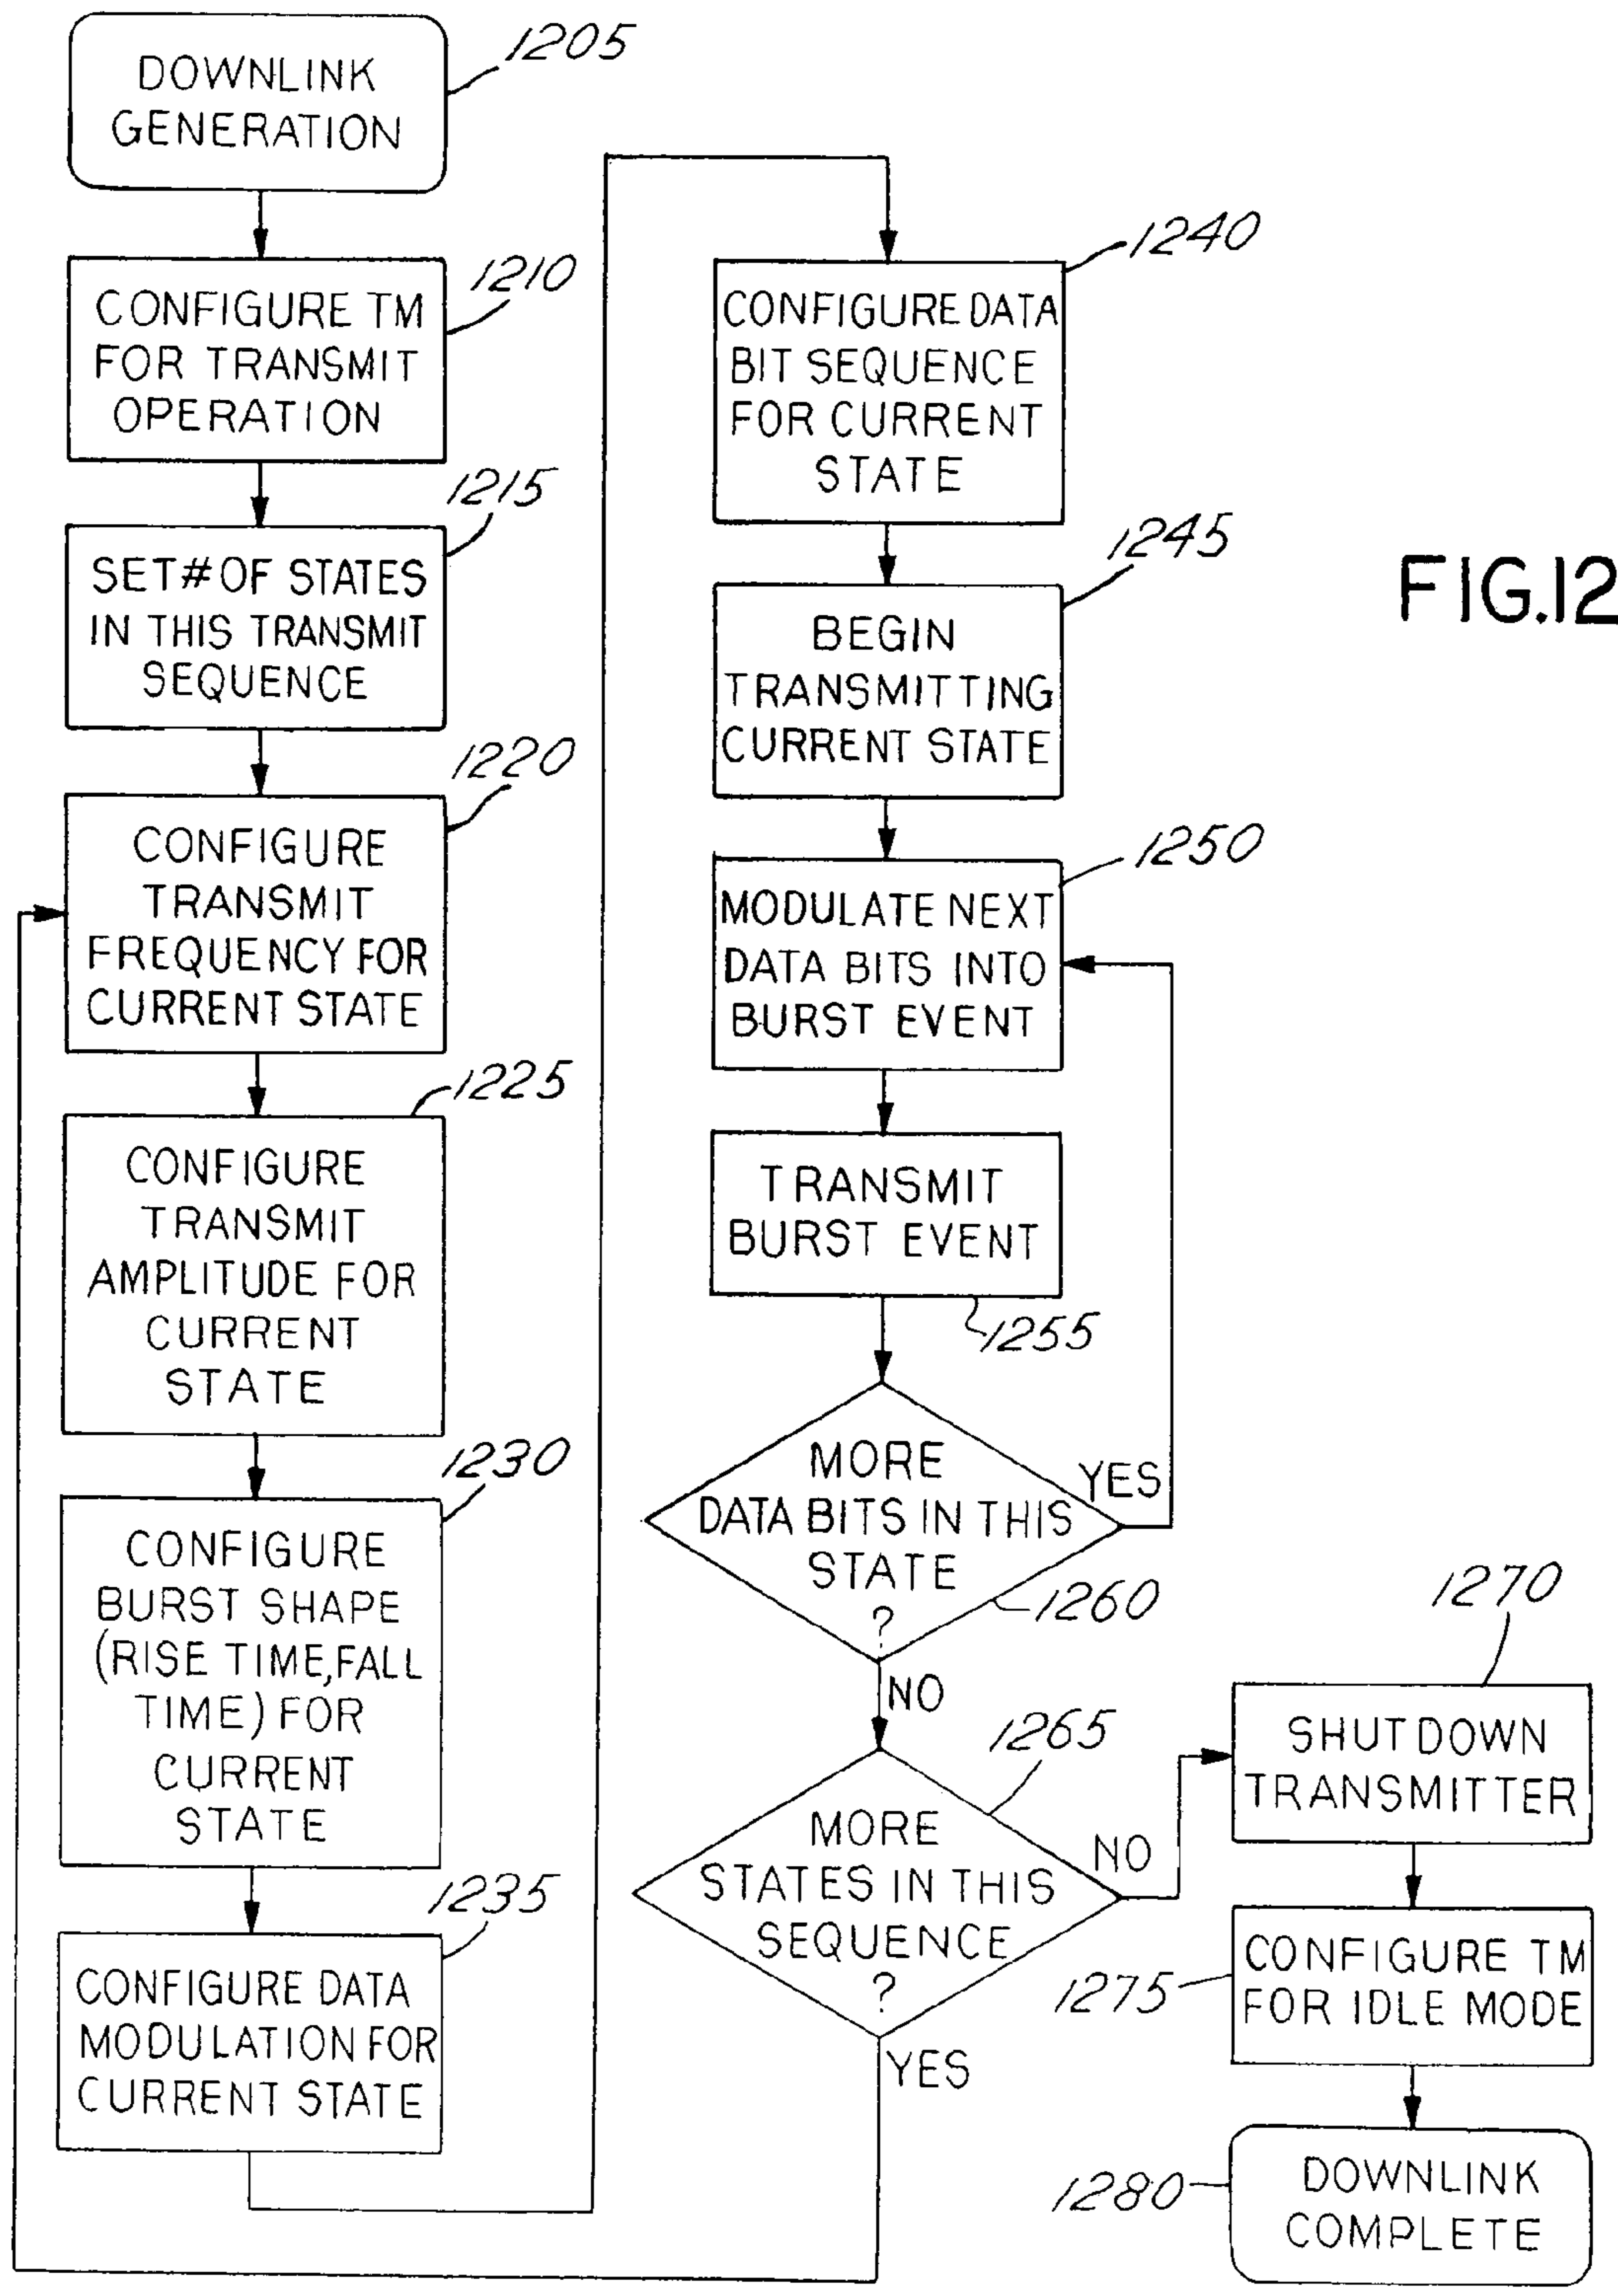 DOWNLINK
GENERATION
1205
CONFIGURE TM
FOR TRANSMIT
OPERATION
1210
SET # OF STATES
IN THIS TRANSMIT
SEQUENCE
1215
CONFIGURE
TRANSMIT
FREQUENCY FOR
CURRENT STATE
1220
CONFIGURE
TRANSMIT
AMPLITUDE FOR
CURRENT
STATE
1225
CONFIGURE
BURST SHAPE
(RISE TIME, FALL
TIME) FOR
CURRENT
STATE
1230
CONFIGURE DATA
MODULATION FOR
CURRENT STATE
1235
CONFIGURE DATA
BIT SEQUENCE
FOR CURRENT
STATE
1240
BEGIN
TRANSMITTING
CURRENT STATE
1245
MODULATE NEXT
DATA BITS INTO
BURST EVENT
1250
TRANSMIT
BURST EVENT
1255
MORE
DATA BITS IN THIS
STATE
?
YES
1260
NO
MORE
STATES IN THIS
SEQUENCE
?
1265
NO
YES
SHUTDOWN
TRANSMITTER
1270
CONFIGURE TM
FOR IDLE MODE
1275
DOWNLINK
COMPLETE
1280
FIG.12